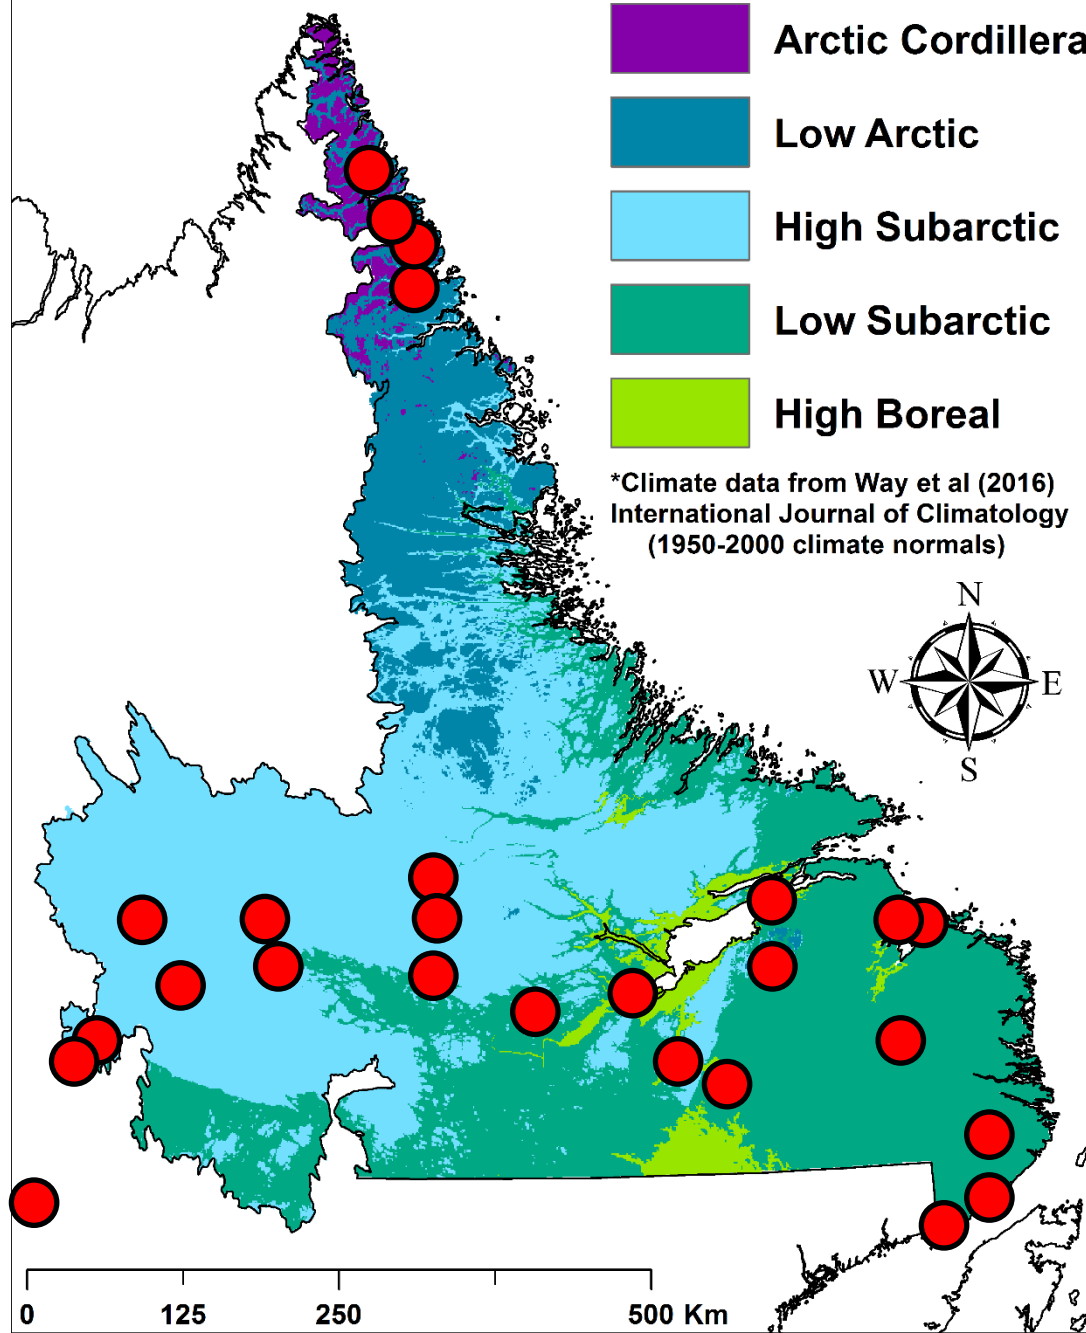 Arctic Cordillera
Low Arctic
High Subarctic
Low Subarctic
High Boreal
*Climate data from Way et al (2016)
International Journal of Climatology
(1950-2000 climate normals)
N
W E
S
0 125 250 500 Km